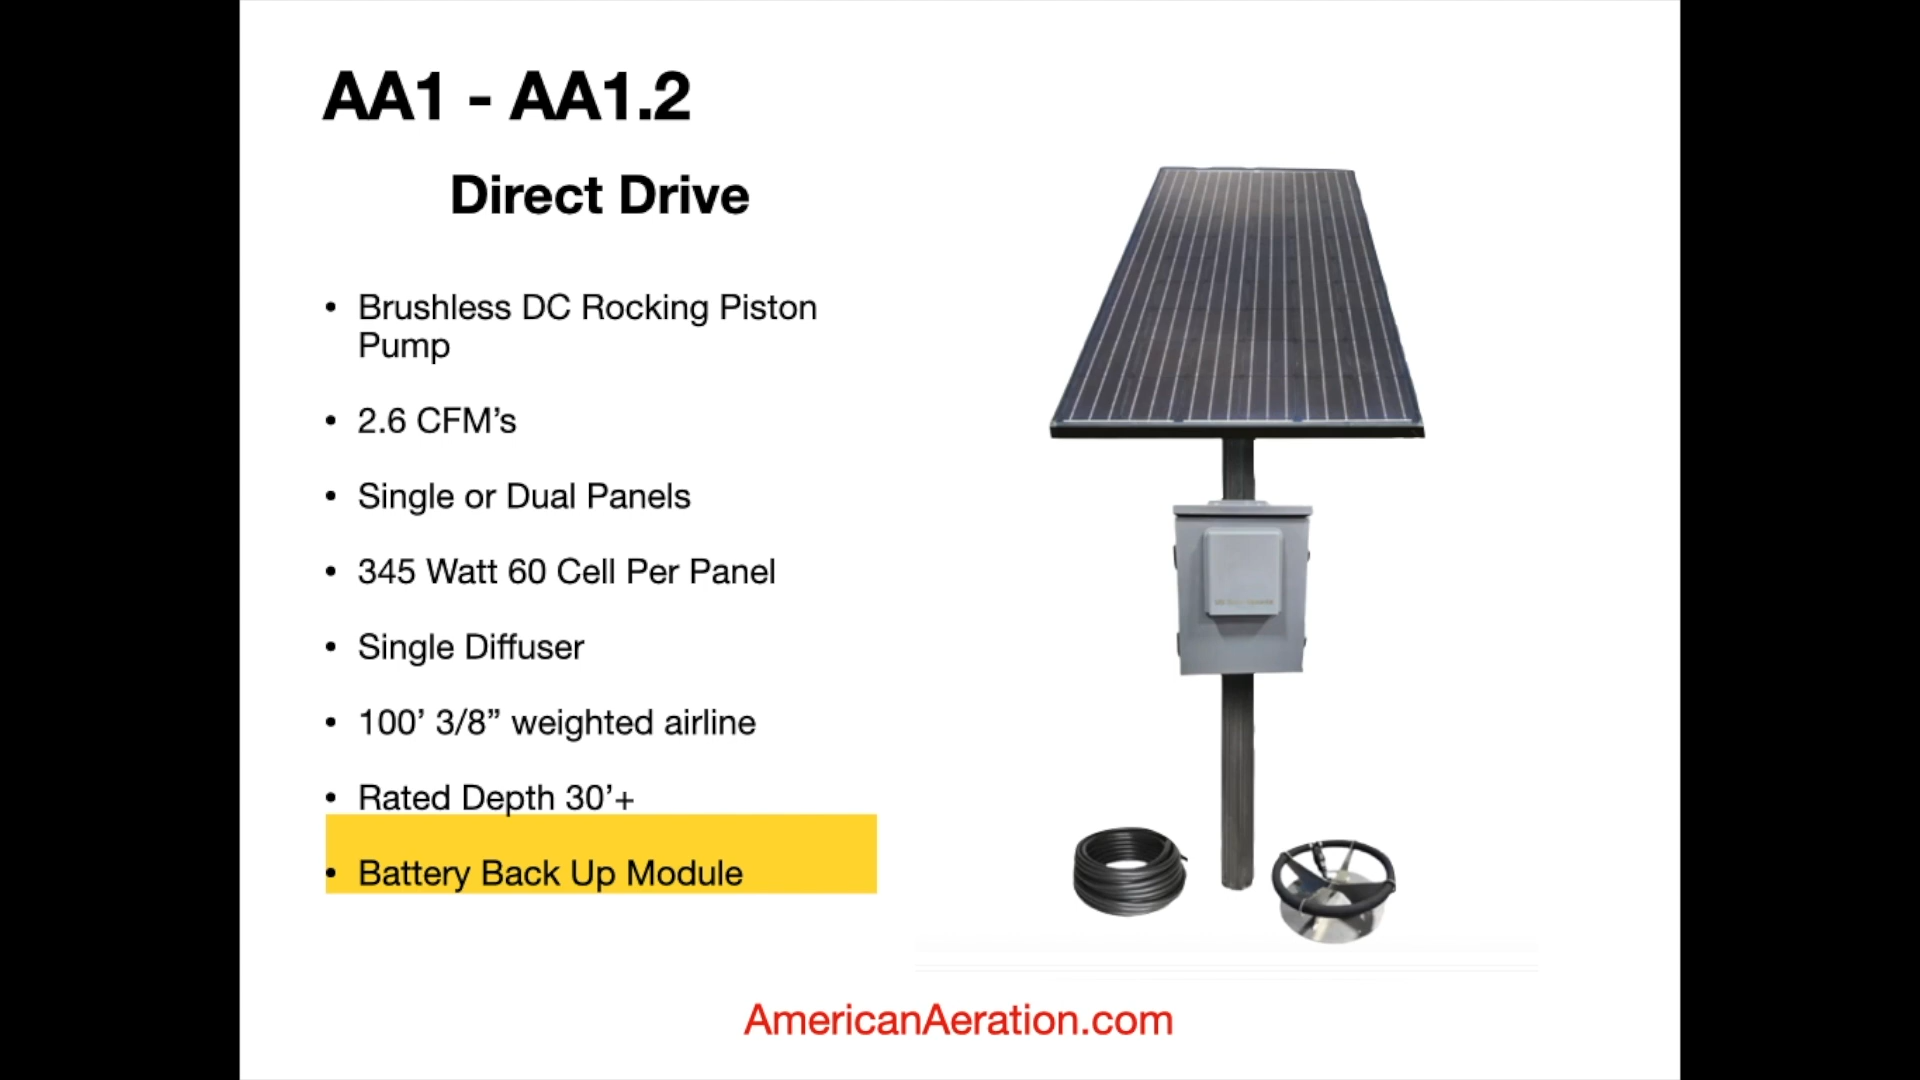 AA1 - AA1.2
Direct Drive
• Brushless DC Rocking Piston
Pump
• 2.6 CFM’s
• Single or Dual Panels
• 345 Watt 60 Cell Per Panel
• Single Diffuser
• 100’ 3/8” weighted airline
• Rated Depth 30’+
• Battery Back Up Module
AmericanAeration.com